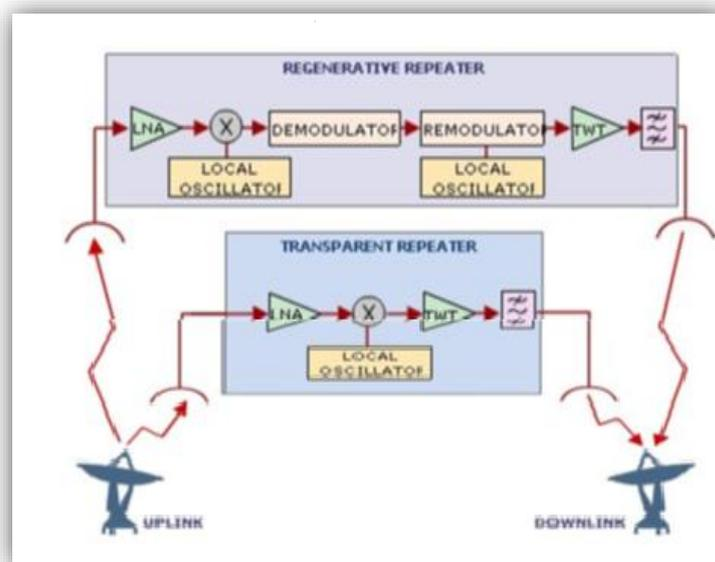 REGENERATIVE REPEATER
LNA
X
DEMODULATOR
REMODULATOR
TWT
LOCAL
OSCILLATOR
LOCAL
OSCILLATOR
TRANSPARENT REPEATER
LNA
X
TWT
LOCAL
OSCILLATOR
UPLINK
DOWNLINK